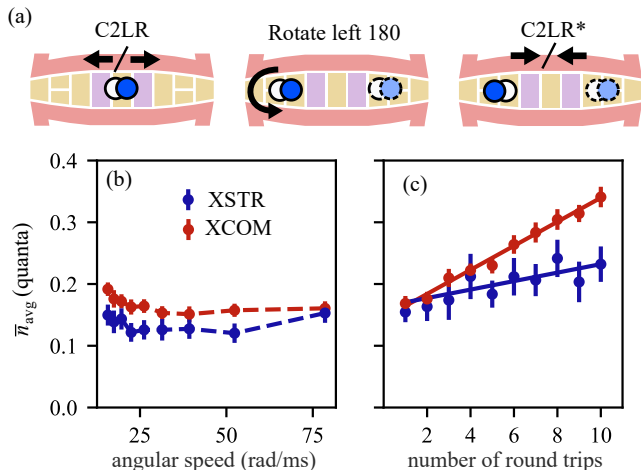 (a)
C2LR
Rotate left 180
C2LR*
(b)
XSTR
XCOM
(c)
n̅avg (quanta)
0.4
0.3
0.2
0.1
0.0
25 50 75
angular speed (rad/ms)
2 4 6 8 10
number of round trips